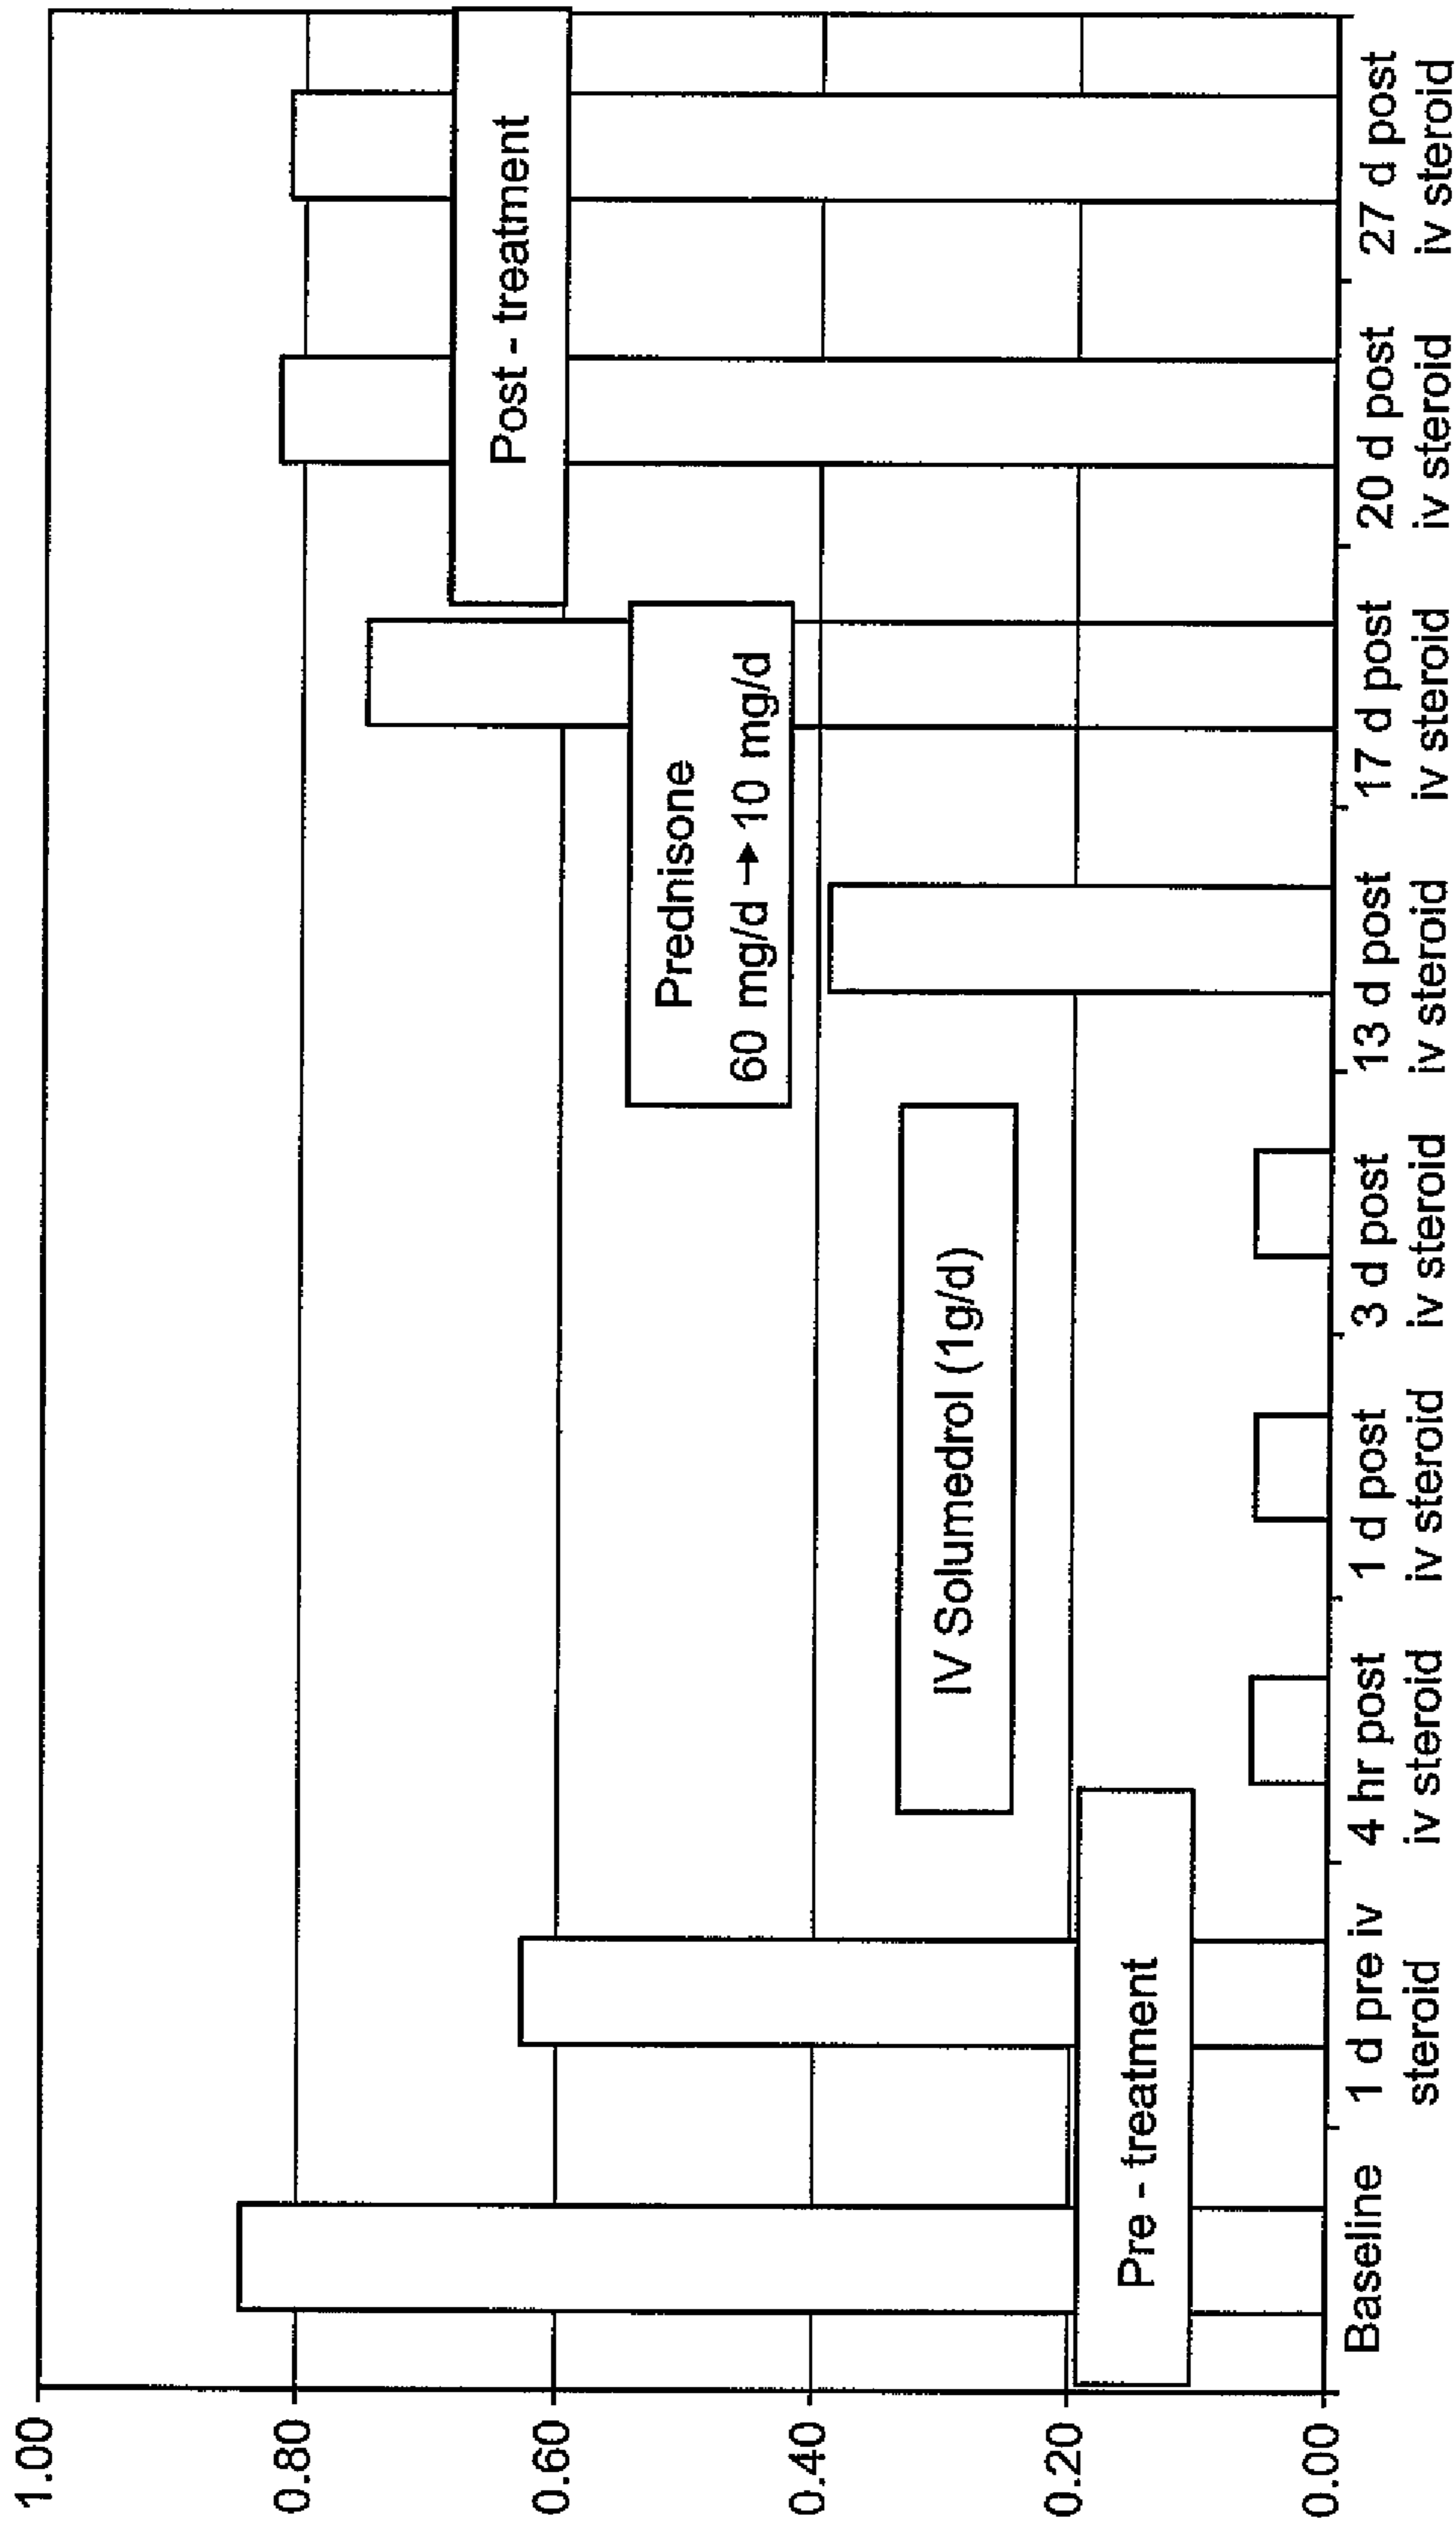 1.00
0.80
0.60
0.40
0.20
0.00
Pre - treatment
IV Solumedrol (1g/d)
Prednisone
60 mg/d → 10 mg/d
Post - treatment
Baseline
1 d pre iv
steroid
4 hr post
iv steroid
1 d post
iv steroid
3 d post
iv steroid
13 d post
iv steroid
17 d post
iv steroid
20 d post
iv steroid
27 d post
iv steroid